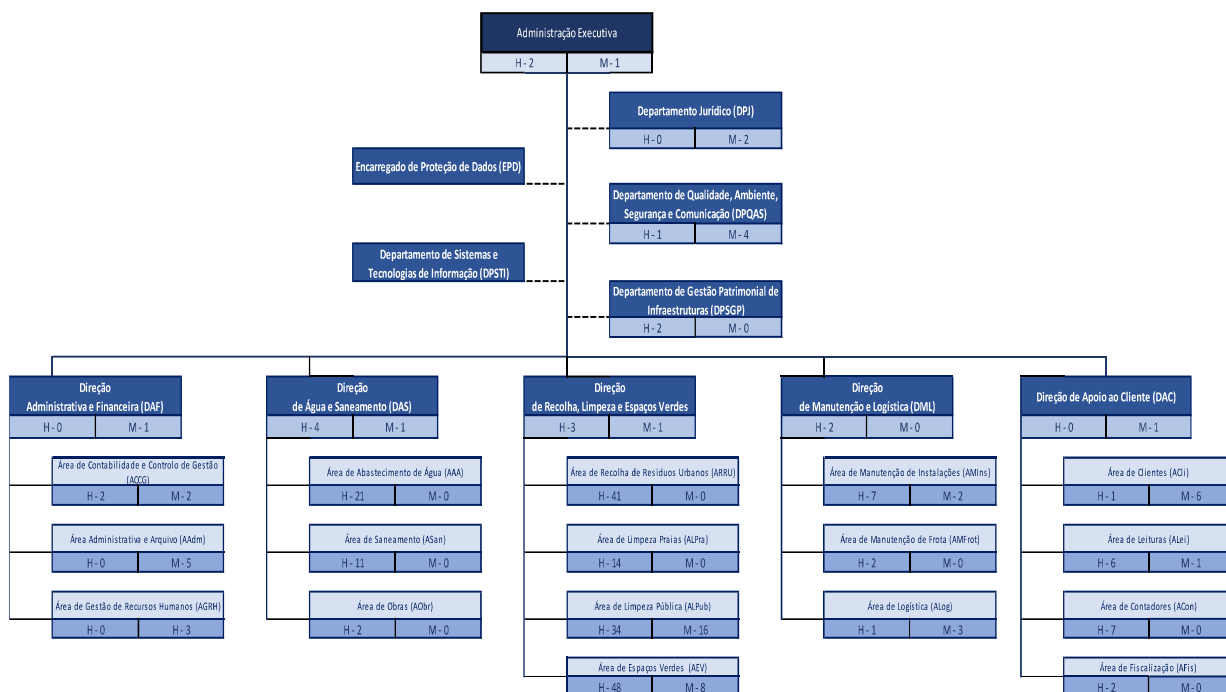 Administração Executiva
H - 2 M - 1
Departamento Jurídico (DPJ)
H - 0 M - 2
Encarregado de Proteção de Dados (EPD)
Departamento de Qualidade, Ambiente,
Segurança e Comunicação (DPQAS)
H - 1 M - 4
Departamento de Sistemas e
Tecnologias de Informação (DPSTI)
Departamento de Gestão Patrimonial de
Infraestruturas (DPSGP)
H - 2 M - 0
Direção
Administrativa e Financeira (DAF)
H - 0 M - 1
Área de Contabilidade e Controlo de Gestão
(ACCG)
H - 2 M - 2
Área Administrativa e Arquivo (AAdm)
H - 0 M - 5
Área de Gestão de Recursos Humanos (AGRH)
H - 0 H - 3
Direção
de Água e Saneamento (DAS)
H - 4 M - 1
Área de Abastecimento de Água (AAA)
H - 21 M - 0
Área de Saneamento (ASan)
H - 11 M - 0
Área de Obras (AObr)
H - 2 M - 0
Direção
de Recolha, Limpeza e Espaços Verdes
H - 3 M - 1
Área de Recolha de Residuos Urbanos (ARRU)
H - 41 M - 0
Área de Limpeza Praias (ALPra)
H - 14 M - 0
Área de Limpeza Pública (ALPub)
H - 34 M - 16
Área de Espaços Verdes (AEV)
H - 48 M - 8
Direção
de Manutenção e Logística (DML)
H - 2 M - 0
Área de Manutenção de Instalações (AMIns)
H - 7 M - 2
Área de Manutenção de Frota (AMFrot)
H - 2 M - 0
Área de Logística (ALog)
H - 1 M - 3
Direção de Apoio ao Cliente (DAC)
H - 0 M - 1
Área de Clientes (ACli)
H - 1 M - 6
Área de Leituras (ALei)
H - 6 M - 1
Área de Contadores (ACon)
H - 7 M - 0
Área de Fiscalização (AFis)
H - 2 M - 0